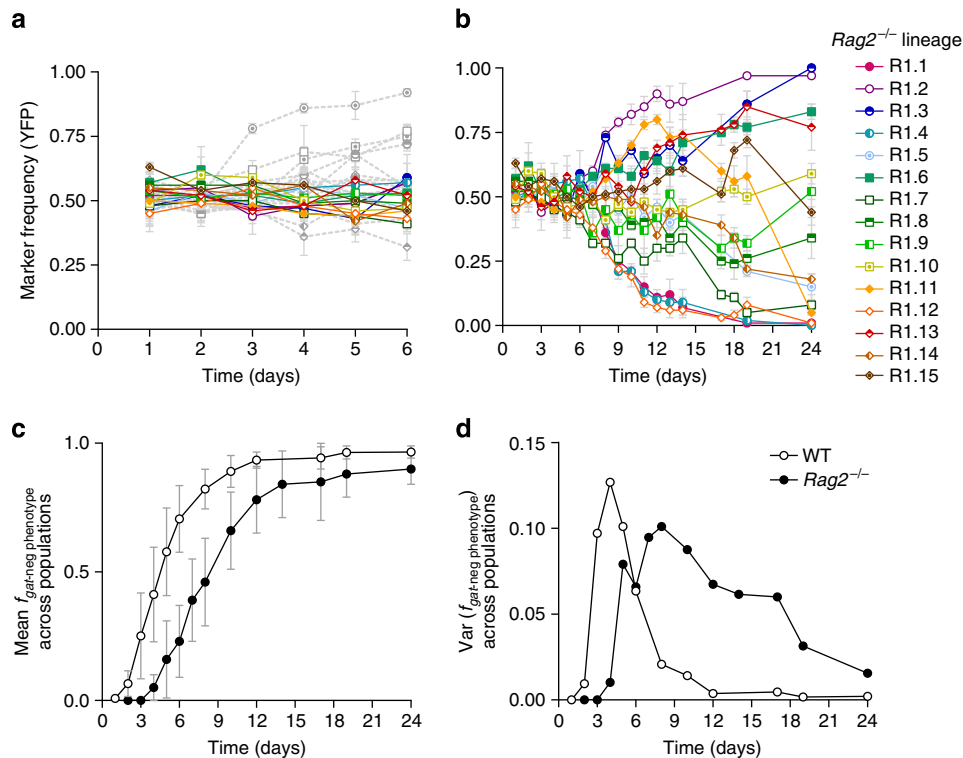 a
1.00
0.75
0.50
0.25
0.00
Marker frequency (YFP)
0 1 2 3 4 5 6
Time (days)
b
1.00
0.75
0.50
0.25
0.00
0 3 6 9 12 15 18 21 24
Time (days)
Rag2−/− lineage
R1.1
R1.2
R1.3
R1.4
R1.5
R1.6
R1.7
R1.8
R1.9
R1.10
R1.11
R1.12
R1.13
R1.14
R1.15
c
1.0
0.5
0.0
Mean fgat-neg phenotype
across populations
0 3 6 9 12 15 18 21 24
Time (days)
d
0.15
0.10
0.05
0.00
Var (fgat-neg phenotype)
across populations
WT
Rag2−/−
0 3 6 9 12 15 18 21 24
Time (days)